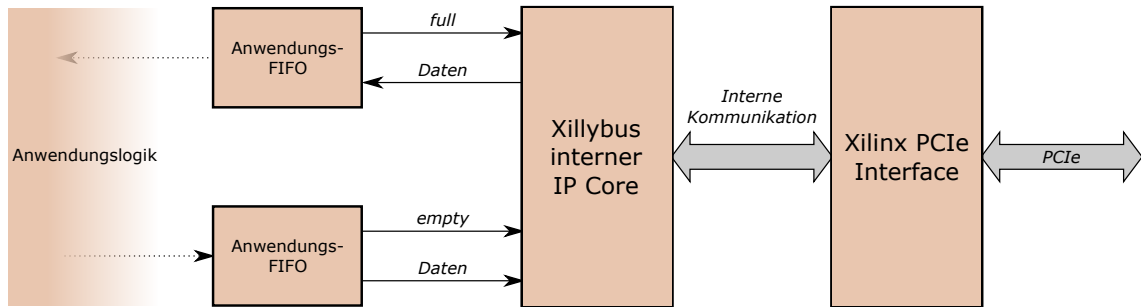 Anwendungslogik
Anwendungs-
FIFO
full
Daten
Anwendungs-
FIFO
empty
Daten
Xillybus
interner
IP Core
Interne
Kommunikation
Xilinx PCIe
Interface
PCIe